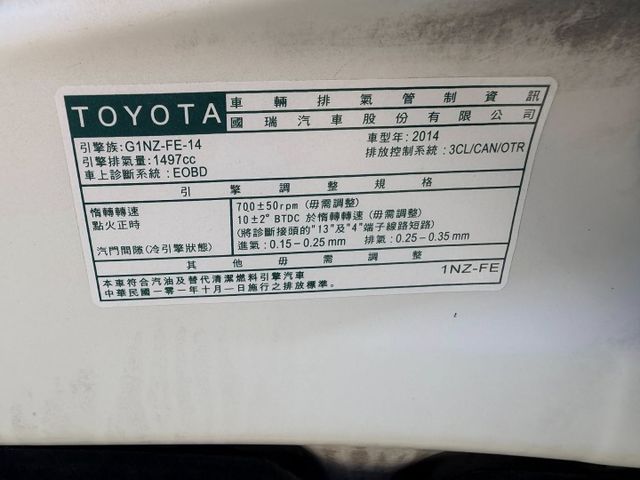 TOYOTA
車輛排氣管制資訊
國瑞汽車股份有限公司
引擎族: G1NZ-FE-14 車型年: 2014
引擎排氣量: 1497cc 排放控制系統: 3CL/CAN/OTR
車上診斷系統: EOBD
引擎調整規格
惰轉轉速 700±50rpm (毋需調整)
點火正時 10±2° BTDC 於惰轉轉速 (毋需調整)
(將診斷接頭的"13"及"4"端子線路短路)
汽門間隙(冷引擎狀態) 進氣: 0.15-0.25mm 排氣: 0.25-0.35mm
其他毋需調整
本車符合汽油及替代清潔燃料引擎汽車 1NZ-FE
中華民國一０一年十月一日施行之排放標準。